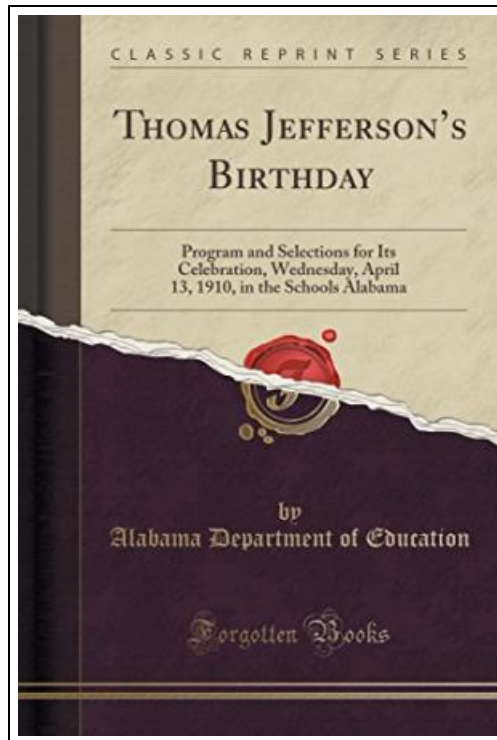 CLASSIC REPRINT SERIES
THOMAS JEFFERSON'S
BIRTHDAY
Program and Selections for Its
Celebration, Wednesday, April
13, 1910, in the Schools Alabama
by
Alabama Department of Education
Forgotten Books